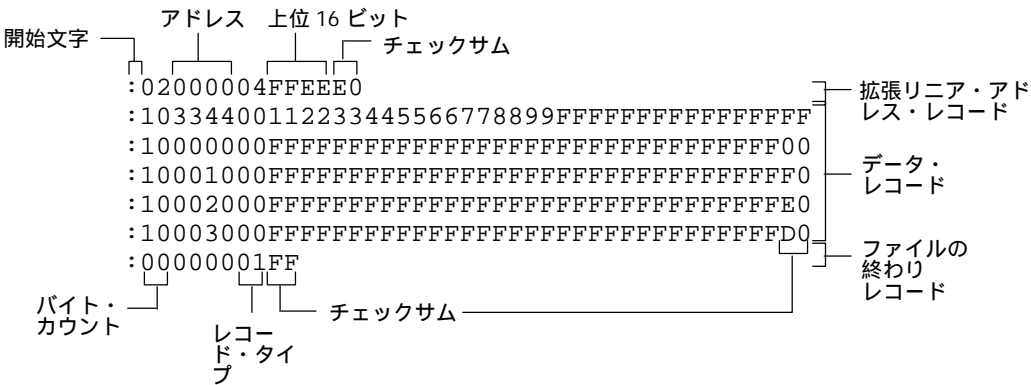 アドレス
上位 16 ビット
開始文字
チェックサム
:02000004FFEEE0
拡張リニア・アド
レス・レコード
:10334400112233445566778899FFFFFFFFFFFFFFFF
:10000000FFFFFFFFFFFFFFFFFFFFFFFFFFFFFFFF00
:10001000FFFFFFFFFFFFFFFFFFFFFFFFFFFFFFFFF0
:10002000FFFFFFFFFFFFFFFFFFFFFFFFFFFFFFFFE0
:10003000FFFFFFFFFFFFFFFFFFFFFFFFFFFFFFFFD0
データ・
レコード
:00000001FF
ファイルの
終わり
レコード
バイト・
カウント
レコー
ド・タイ
プ
チェックサム